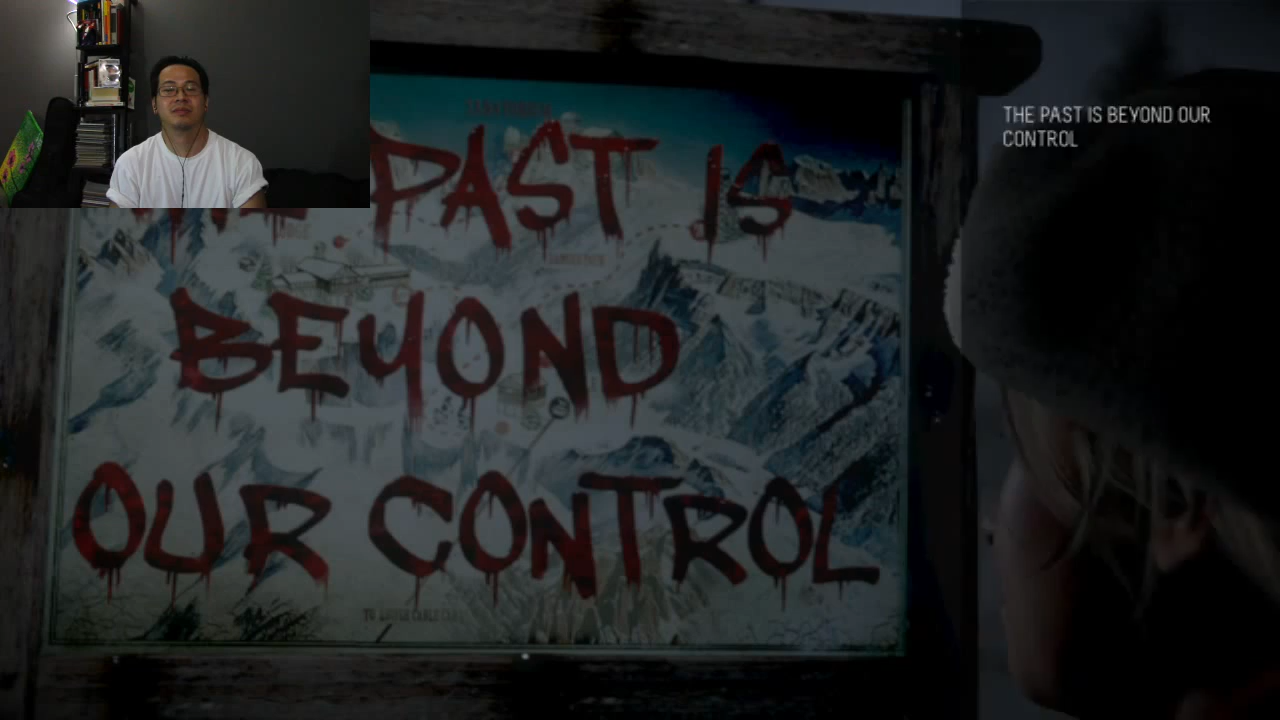 PAST IS
BEYOND
OUR CONTROL
THE PAST IS BEYOND OUR
CONTROL